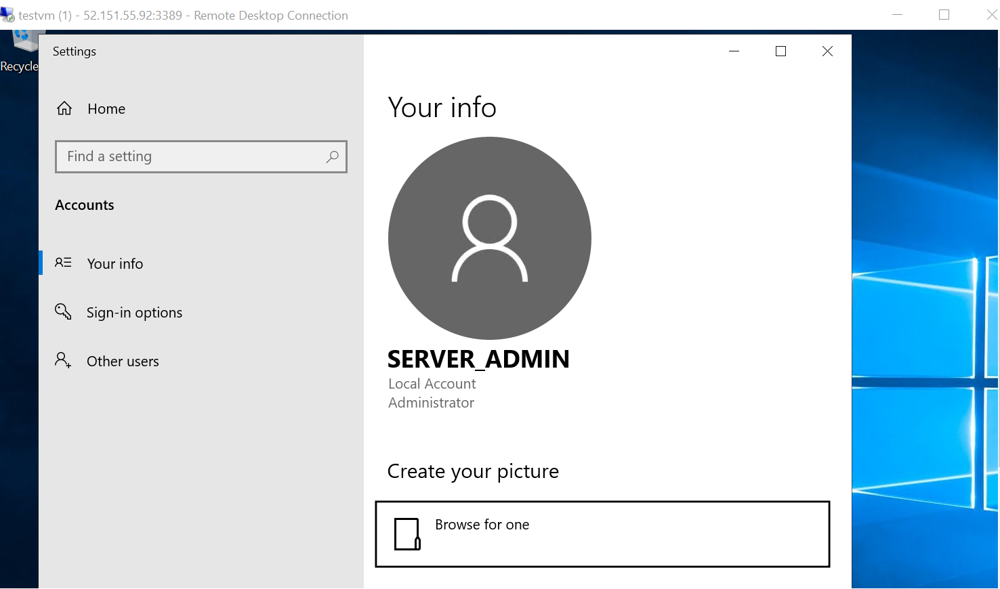 testvm (1) - 52.151.55.92:3389 - Remote Desktop Connection
Recycle
Settings
Home
Find a setting
Accounts
Your info
Sign-in options
Other users
Your info
SERVER_ADMIN
Local Account
Administrator
Create your picture
Browse for one